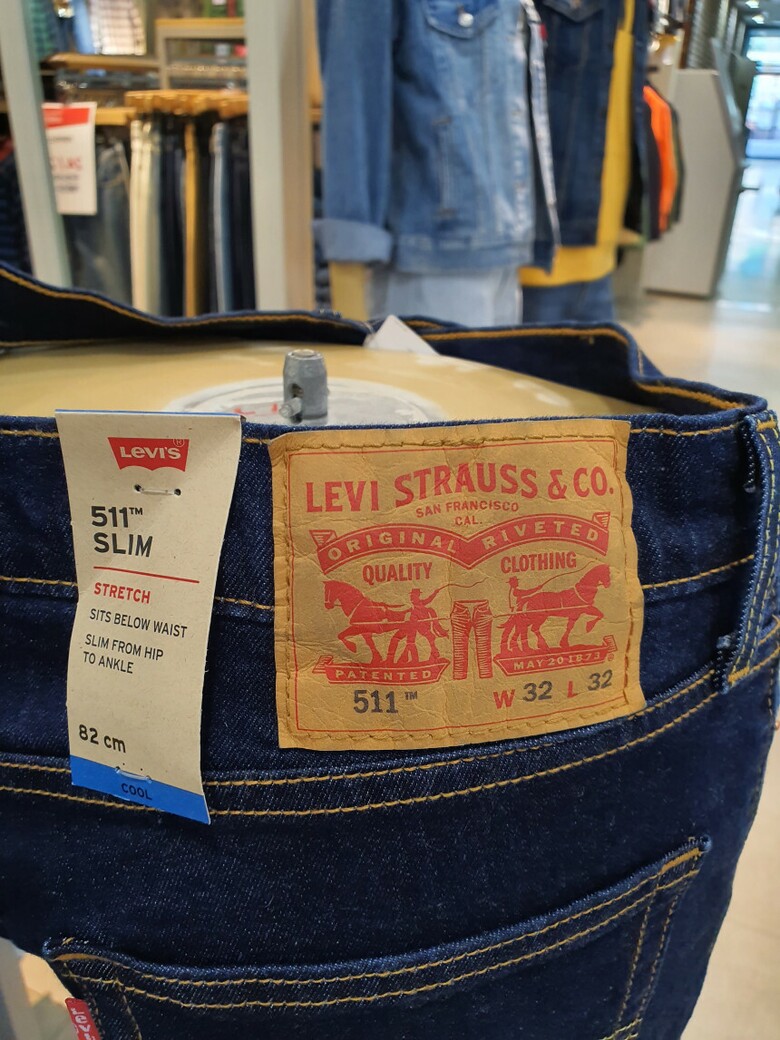 LEVI'S®
511™
SLIM
STRETCH
SITS BELOW WAIST
SLIM FROM HIP
TO ANKLE
82 cm
COOL
LEVI STRAUSS & CO.
SAN FRANCISCO
CAL.
ORIGINAL RIVETED
QUALITY CLOTHING
PATENTED MAY 20 1873
511™ W 32 L 32
Levi's